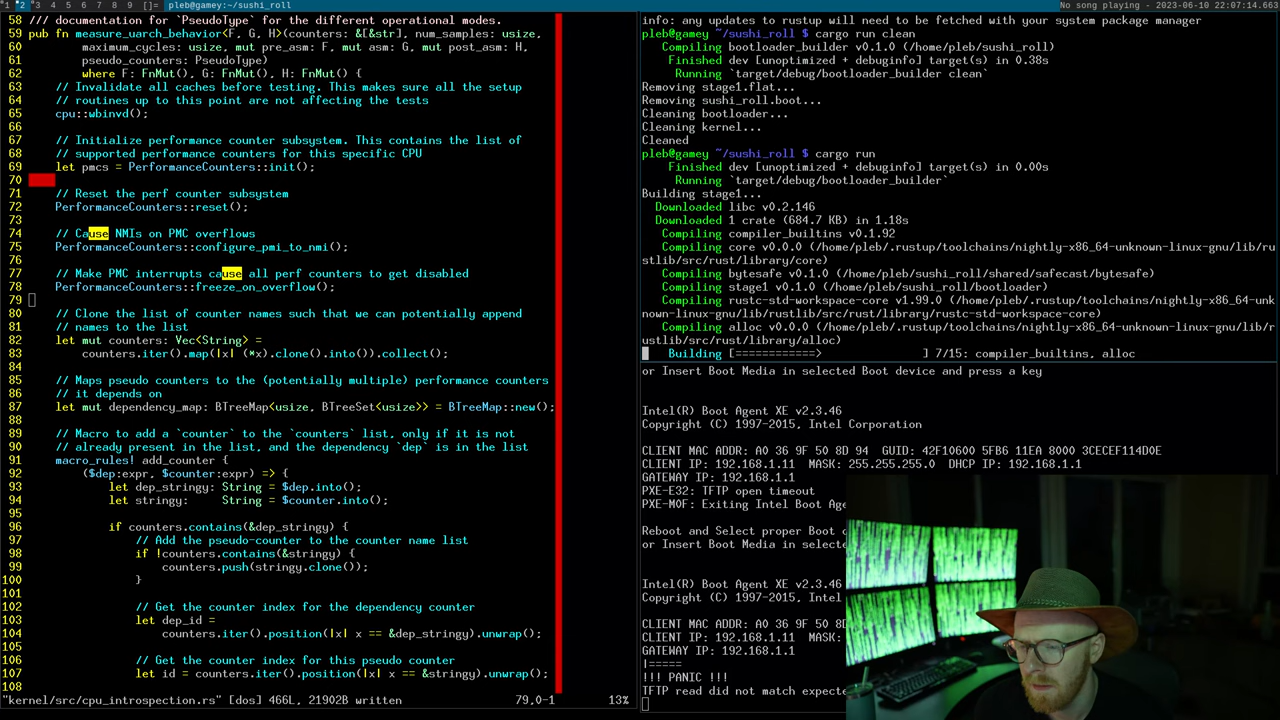 1 2 3 4 5 6 7 8 9 []= pleb@gamey:~/sushi_roll No song playing - 2023-06-10 22:07:14.663
58 /// documentation for `PseudoType` for the different operational modes.
59 pub fn measure_uarch_behavior<F, G, H>(counters: &[&str], num_samples: usize,
60 maximum_cycles: usize, mut pre_asm: F, mut asm: G, mut post_asm: H,
61 pseudo_counters: PseudoType)
62 where F: FnMut(), G: FnMut(), H: FnMut() {
63 // Invalidate all caches before testing. This makes sure all the setup
64 // routines up to this point are not affecting the tests
65 cpu::wbinvd();
66
67 // Initialize performance counter subsystem. This contains the list of
68 // supported performance counters for this specific CPU
69 let pmcs = PerformanceCounters::init();
70
71 // Reset the perf counter subsystem
72 PerformanceCounters::reset();
73
74 // Cause NMIs on PMC overflows
75 PerformanceCounters::configure_pmi_to_nmi();
76
77 // Make PMC interrupts cause all perf counters to get disabled
78 PerformanceCounters::freeze_on_overflow();
79
80 // Clone the list of counter names such that we can potentially append
81 // names to the list
82 let mut counters: Vec<String> =
83 counters.iter().map(|x| (*x).clone().into()).collect();
84
85 // Maps pseudo counters to the (potentially multiple) performance counters
86 // it depends on
87 let mut dependency_map: BTreeMap<usize, BTreeSet<usize>> = BTreeMap::new();
88
89 // Macro to add a `counter` to the `counters` list, only if it is not
90 // already present in the list, and the dependency `dep` is in the list
91 macro_rules! add_counter {
92 ($dep:expr, $counter:expr) => {
93 let dep_stringy: String = $dep.into();
94 let stringy: String = $counter.into();
95
96 if counters.contains(&dep_stringy) {
97 // Add the pseudo-counter to the counter name list
98 if !counters.contains(&stringy) {
99 counters.push(stringy.clone());
100 }
101
102 // Get the counter index for the dependency counter
103 let dep_id =
104 counters.iter().position(|x| x == &dep_stringy).unwrap();
105
106 // Get the counter index for this pseudo counter
107 let id = counters.iter().position(|x| x == &stringy).unwrap();
108
"kernel/src/cpu_introspection.rs" [dos] 466L, 21902B written 79,0-1 13%
info: any updates to rustup will need to be fetched with your system package manager
pleb@gamey ~/sushi_roll $ cargo run clean
Compiling bootloader_builder v0.1.0 (/home/pleb/sushi_roll)
Finished dev [unoptimized + debuginfo] target(s) in 0.38s
Running `target/debug/bootloader_builder clean`
Removing stage1.flat...
Removing sushi_roll.boot...
Cleaning bootloader...
Cleaning kernel...
Cleaned
pleb@gamey ~/sushi_roll $ cargo run
Finished dev [unoptimized + debuginfo] target(s) in 0.00s
Running `target/debug/bootloader_builder`
Building stage1...
Downloaded libc v0.2.146
Downloaded 1 crate (684.7 KB) in 1.18s
Compiling compiler_builtins v0.1.92
Compiling core v0.0.0 (/home/pleb/.rustup/toolchains/nightly-x86_64-unknown-linux-gnu/lib/ru
stlib/src/rust/library/core)
Compiling bytesafe v0.1.0 (/home/pleb/sushi_roll/shared/safecast/bytesafe)
Compiling stage1 v0.1.0 (/home/pleb/sushi_roll/bootloader)
Compiling rustc-std-workspace-core v1.99.0 (/home/pleb/.rustup/toolchains/nightly-x86_64-unk
nown-linux-gnu/lib/rustlib/src/rust/library/rustc-std-workspace-core)
Compiling alloc v0.0.0 (/home/pleb/.rustup/toolchains/nightly-x86_64-unknown-linux-gnu/lib/r
ustlib/src/rust/library/alloc)
Building [============> ] 7/15: compiler_builtins, alloc
or Insert Boot Media in selected Boot device and press a key
Intel(R) Boot Agent XE v2.3.46
Copyright (C) 1997-2015, Intel Corporation
CLIENT MAC ADDR: A0 36 9F 50 8D 94 GUID: 42F10600 5FB6 11EA 8000 3CECEF114D0E
CLIENT IP: 192.168.1.11 MASK: 255.255.255.0 DHCP IP: 192.168.1.1
GATEWAY IP: 192.168.1.1
PXE-E32: TFTP open timeout
PXE-M0F: Exiting Intel Boot Age
Reboot and Select proper Boot
or Insert Boot Media in selecte
Intel(R) Boot Agent XE v2.3.46
Copyright (C) 1997-2015, Intel
CLIENT MAC ADDR: A0 36 9F 50 8D
CLIENT IP: 192.168.1.11 MASK:
GATEWAY IP: 192.168.1.1
|=====
!!! PANIC !!!
TFTP read did not match expecte